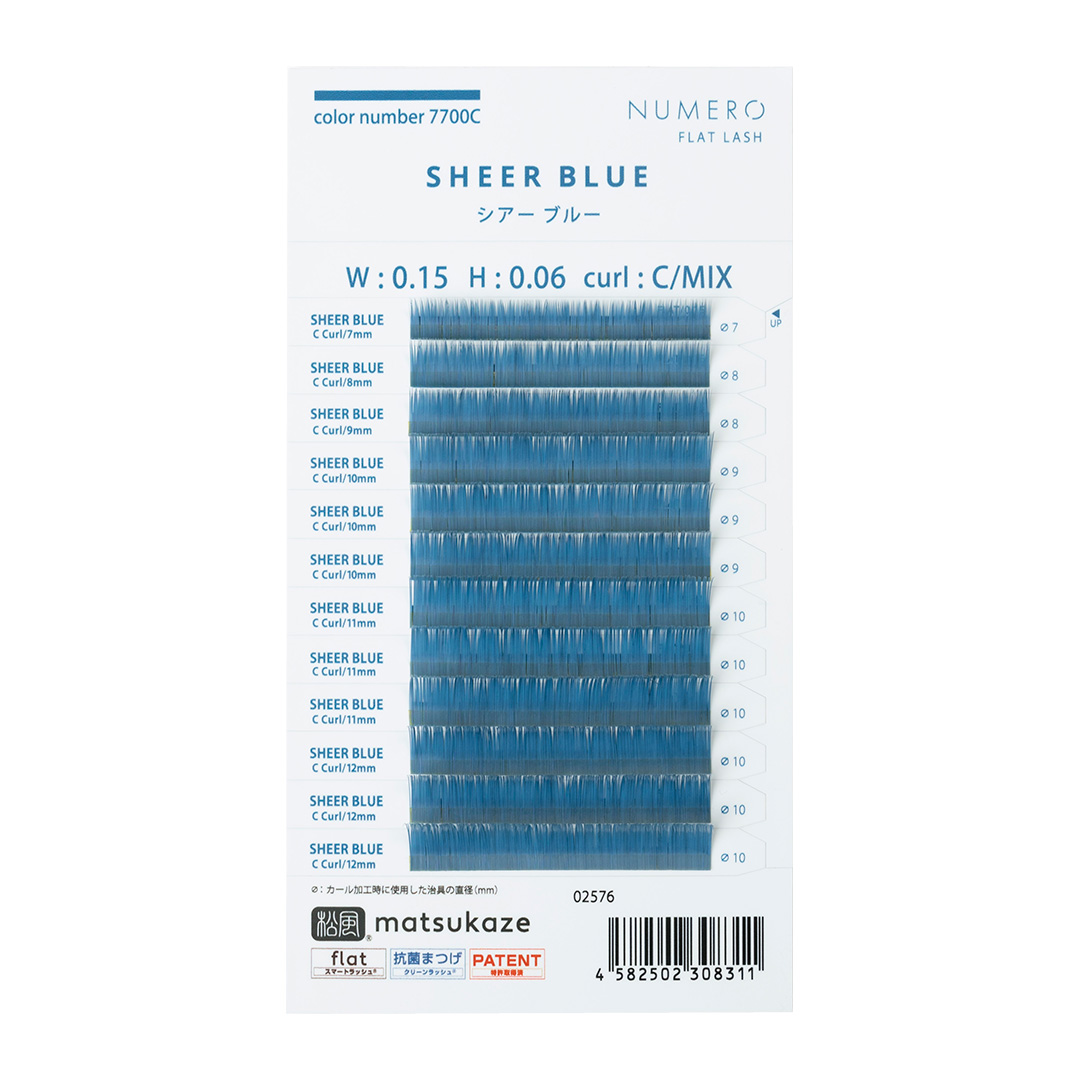 color number 7700C
NUMERO
FLAT LASH
SHEER BLUE
シアー ブルー
W : 0.15 H : 0.06 curl : C/MIX
SHEER BLUE
C Curl/7mm
⌀ 7
UP
SHEER BLUE
C Curl/8mm
⌀ 8
SHEER BLUE
C Curl/9mm
⌀ 8
SHEER BLUE
C Curl/10mm
⌀ 9
SHEER BLUE
C Curl/10mm
⌀ 9
SHEER BLUE
C Curl/10mm
⌀ 9
SHEER BLUE
C Curl/11mm
⌀ 10
SHEER BLUE
C Curl/11mm
⌀ 10
SHEER BLUE
C Curl/11mm
⌀ 10
SHEER BLUE
C Curl/12mm
⌀ 10
SHEER BLUE
C Curl/12mm
⌀ 10
SHEER BLUE
C Curl/12mm
⌀ 10
⌀：カール加工時に使用した治具の直径(mm)
02576
松風® matsukaze
flat
スマートラッシュ®
抗菌まつげ
クリーンラッシュ®
PATENT
特許取得済
4 582502 308311